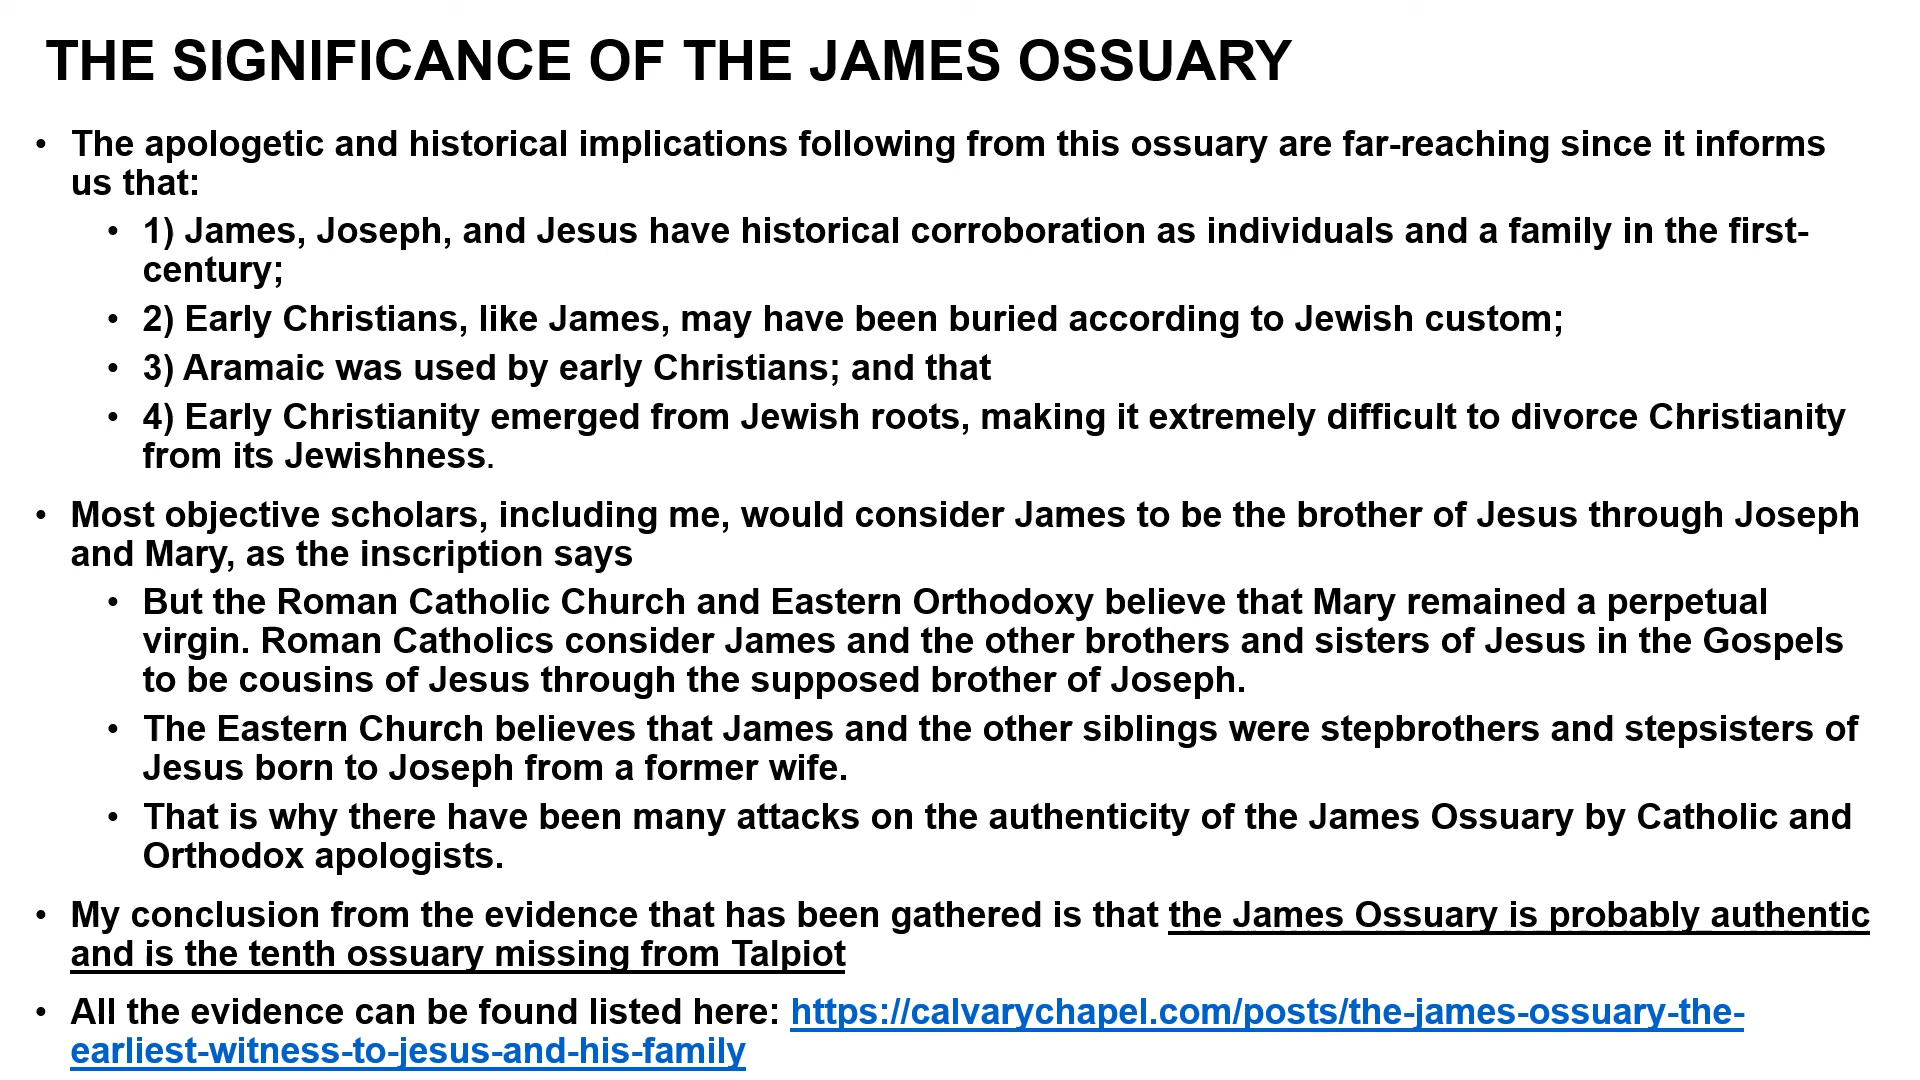 THE SIGNIFICANCE OF THE JAMES OSSUARY
• The apologetic and historical implications following from this ossuary are far-reaching since it informs
us that:
• 1) James, Joseph, and Jesus have historical corroboration as individuals and a family in the first-
century;
• 2) Early Christians, like James, may have been buried according to Jewish custom;
• 3) Aramaic was used by early Christians; and that
• 4) Early Christianity emerged from Jewish roots, making it extremely difficult to divorce Christianity
from its Jewishness.
• Most objective scholars, including me, would consider James to be the brother of Jesus through Joseph
and Mary, as the inscription says
• But the Roman Catholic Church and Eastern Orthodoxy believe that Mary remained a perpetual
virgin. Roman Catholics consider James and the other brothers and sisters of Jesus in the Gospels
to be cousins of Jesus through the supposed brother of Joseph.
• The Eastern Church believes that James and the other siblings were stepbrothers and stepsisters of
Jesus born to Joseph from a former wife.
• That is why there have been many attacks on the authenticity of the James Ossuary by Catholic and
Orthodox apologists.
• My conclusion from the evidence that has been gathered is that the James Ossuary is probably authentic
and is the tenth ossuary missing from Talpiot
• All the evidence can be found listed here: https://calvarychapel.com/posts/the-james-ossuary-the-
earliest-witness-to-jesus-and-his-family